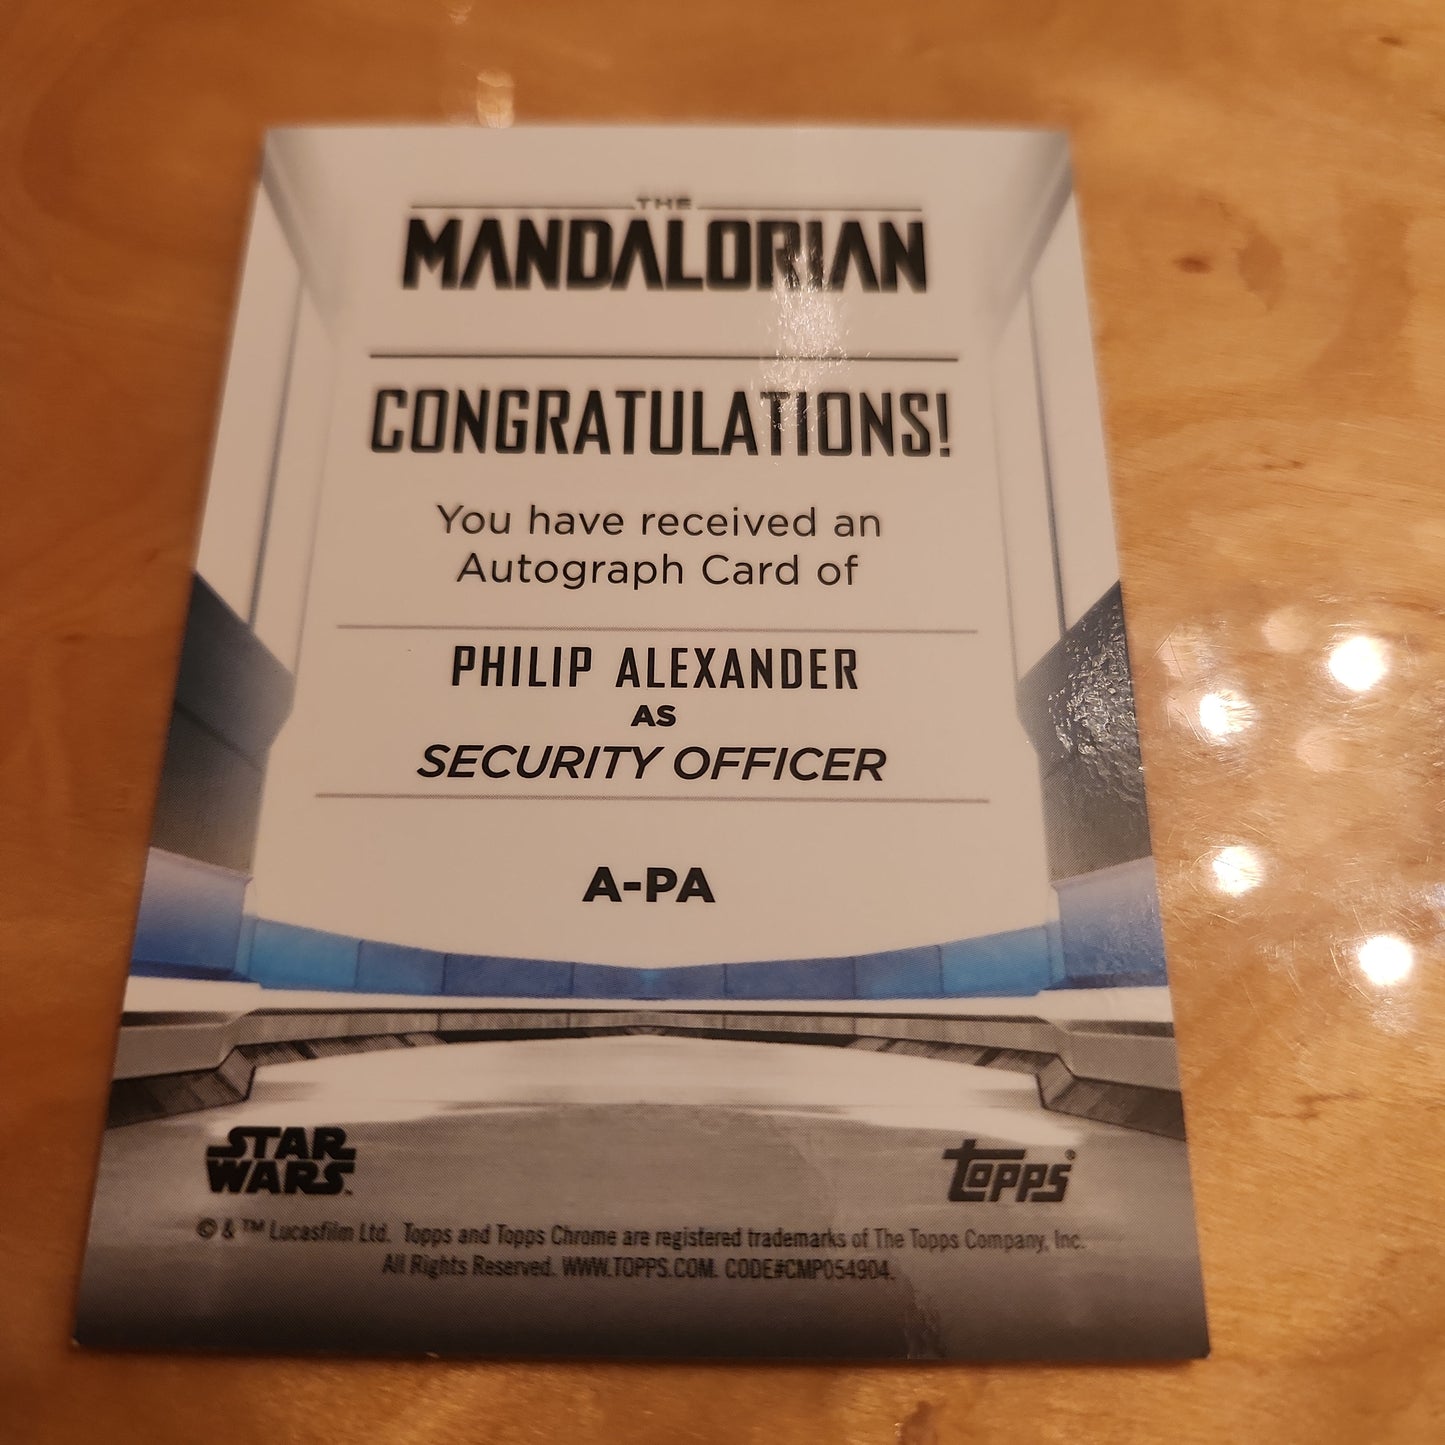 THE
MANDALORIAN
CONGRATULATIONS!
You have received an
Autograph Card of
PHILIP ALEXANDER
AS
SECURITY OFFICER
A-PA
STAR
WARS™
topps®
© & ™ Lucasfilm Ltd. Topps and Topps Chrome are registered trademarks of The Topps Company, Inc.
All Rights Reserved. WWW.TOPPS.COM. CODE#CMP054904.